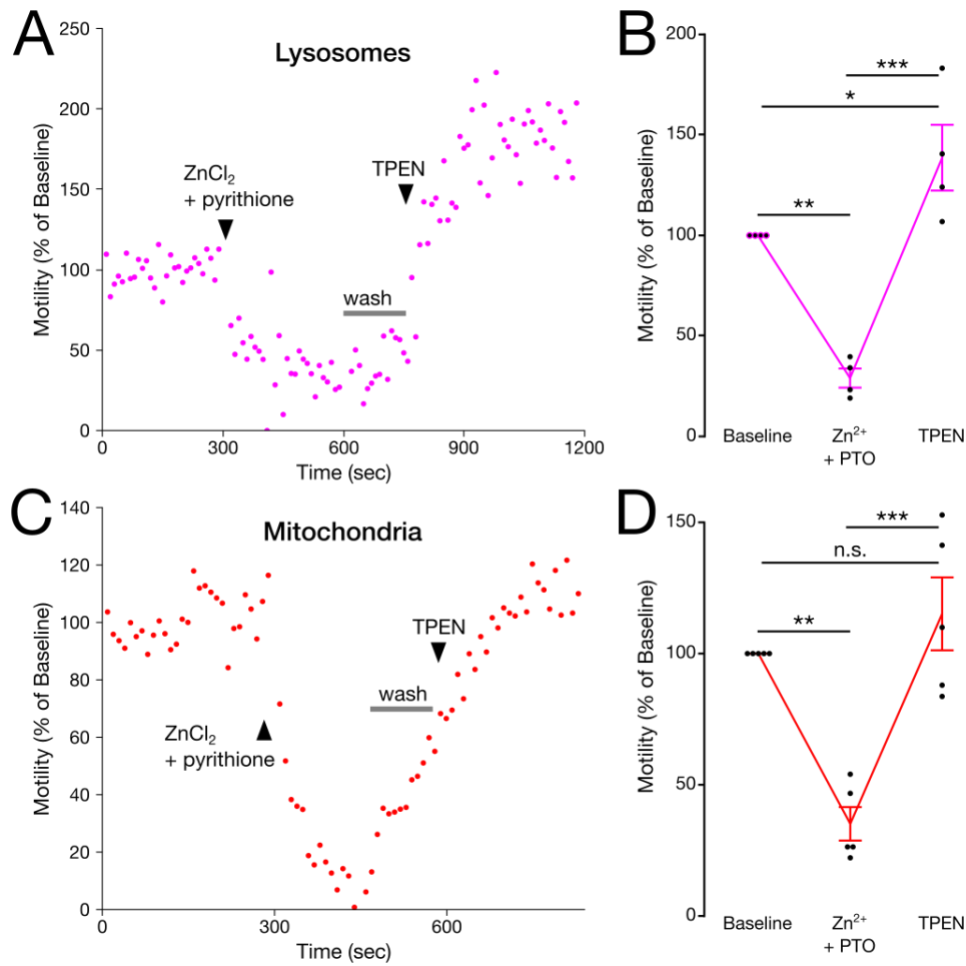 A
Lysosomes
Motility (% of Baseline)
250
200
150
100
50
0
ZnCl₂
+ pyrithione
TPEN
wash
0 300 600 900 1200
Time (sec)
B
Motility (% of Baseline)
200
150
100
50
0
***
*
**
Baseline Zn²⁺ TPEN
+ PTO
C
Mitochondria
Motility (% of Baseline)
140
120
100
80
60
40
20
0
TPEN
wash
ZnCl₂
+ pyrithione
0 300 600
Time (sec)
D
Motility (% of Baseline)
150
100
50
0
***
n.s.
**
Baseline Zn²⁺ TPEN
+ PTO